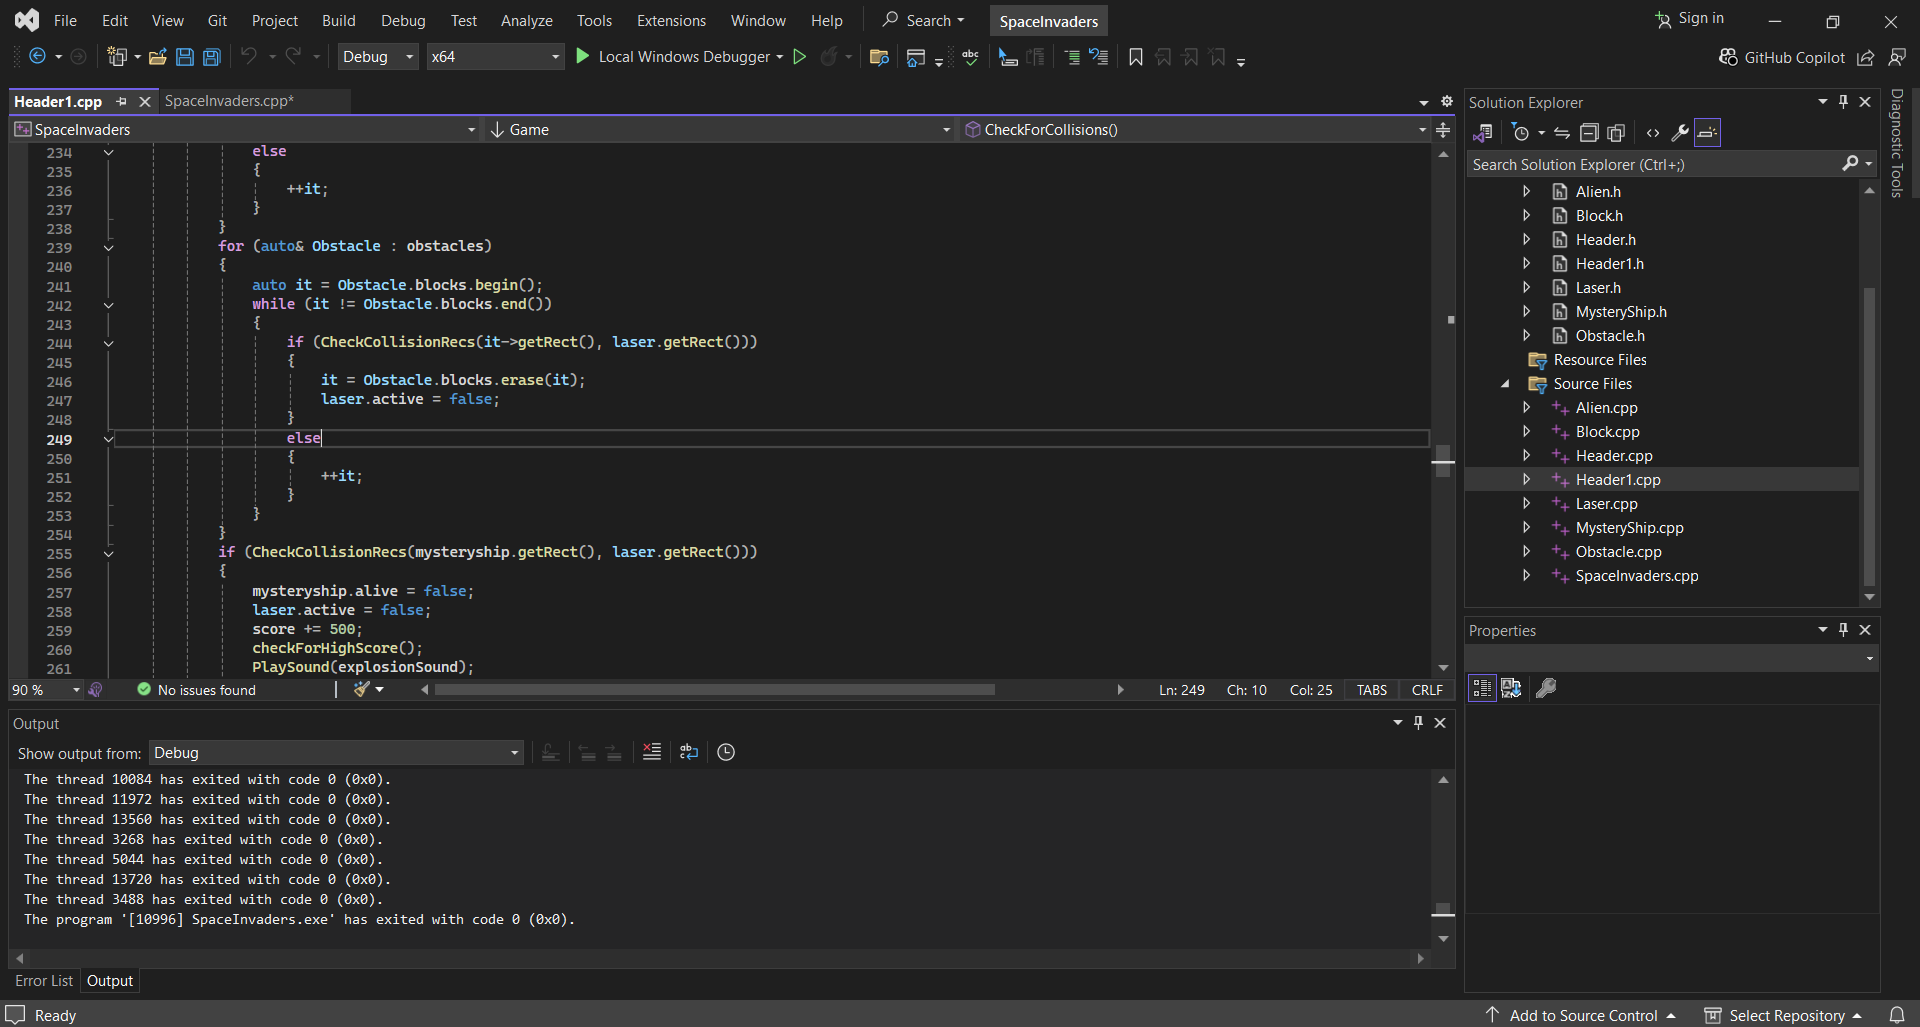 File Edit View Git Project Build Debug Test Analyze Tools Extensions Window Help Search SpaceInvaders Sign in
Debug x64 Local Windows Debugger GitHub Copilot
Header1.cpp SpaceInvaders.cpp*
SpaceInvaders Game CheckForCollisions()
234 else
235 {
236 ++it;
237 }
238 }
239 for (auto& Obstacle : obstacles)
240 {
241 auto it = Obstacle.blocks.begin();
242 while (it != Obstacle.blocks.end())
243 {
244 if (CheckCollisionRecs(it->getRect(), laser.getRect()))
245 {
246 it = Obstacle.blocks.erase(it);
247 laser.active = false;
248 }
249 else
250 {
251 ++it;
252 }
253 }
254 }
255 if (CheckCollisionRecs(mysteryship.getRect(), laser.getRect()))
256 {
257 mysteryship.alive = false;
258 laser.active = false;
259 score += 500;
260 checkForHighScore();
261 PlaySound(explosionSound);
90 % No issues found Ln: 249 Ch: 10 Col: 25 TABS CRLF
Output
Show output from: Debug
The thread 10084 has exited with code 0 (0x0).
The thread 11972 has exited with code 0 (0x0).
The thread 13560 has exited with code 0 (0x0).
The thread 3268 has exited with code 0 (0x0).
The thread 5044 has exited with code 0 (0x0).
The thread 13720 has exited with code 0 (0x0).
The thread 3488 has exited with code 0 (0x0).
The program '[10996] SpaceInvaders.exe' has exited with code 0 (0x0).
Error List Output
Solution Explorer
Search Solution Explorer (Ctrl+;)
Alien.h
Block.h
Header.h
Header1.h
Laser.h
MysteryShip.h
Obstacle.h
Resource Files
Source Files
Alien.cpp
Block.cpp
Header.cpp
Header1.cpp
Laser.cpp
MysteryShip.cpp
Obstacle.cpp
SpaceInvaders.cpp
Properties
Diagnostic Tools
Ready Add to Source Control Select Repository